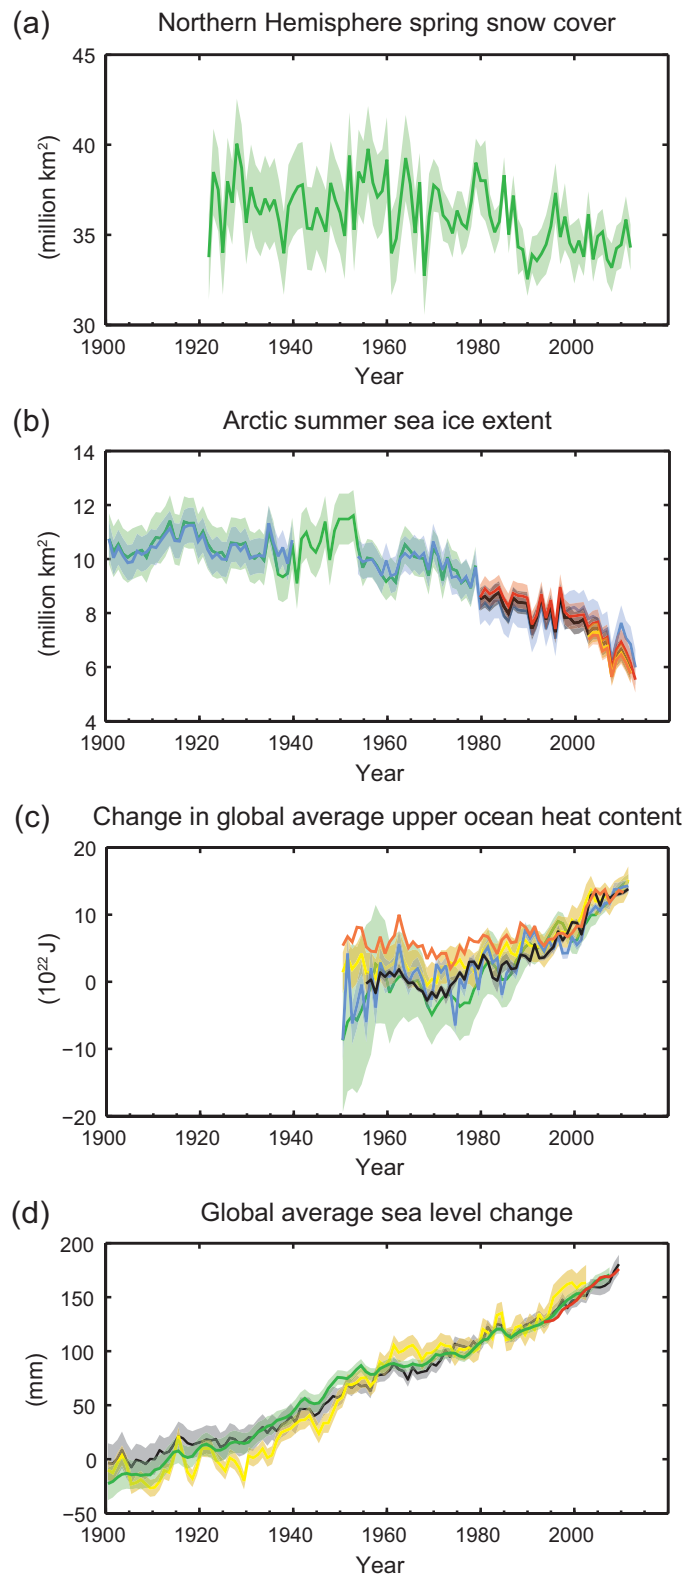 (a) Northern Hemisphere spring snow cover
45
40
35
30
(million km²)
1900 1920 1940 1960 1980 2000
Year
(b) Arctic summer sea ice extent
14
12
10
8
6
4
(million km²)
1900 1920 1940 1960 1980 2000
Year
(c) Change in global average upper ocean heat content
20
10
0
−10
−20
(10²² J)
1900 1920 1940 1960 1980 2000
Year
(d) Global average sea level change
200
150
100
50
0
−50
(mm)
1900 1920 1940 1960 1980 2000
Year